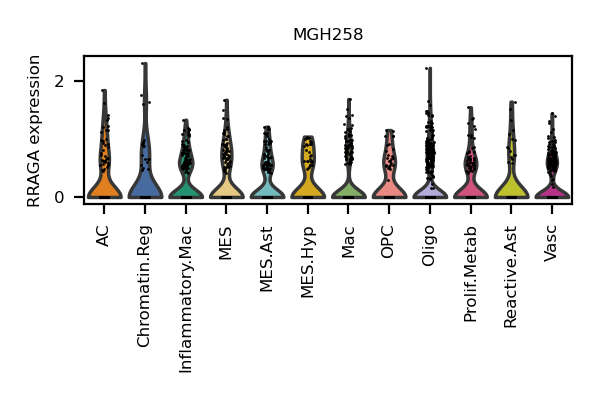 MGH258
RRAGA expression
2
0
AC
Chromatin.Reg
Inflammatory.Mac
MES
MES.Ast
MES.Hyp
Mac
OPC
Oligo
Prolif.Metab
Reactive.Ast
Vasc